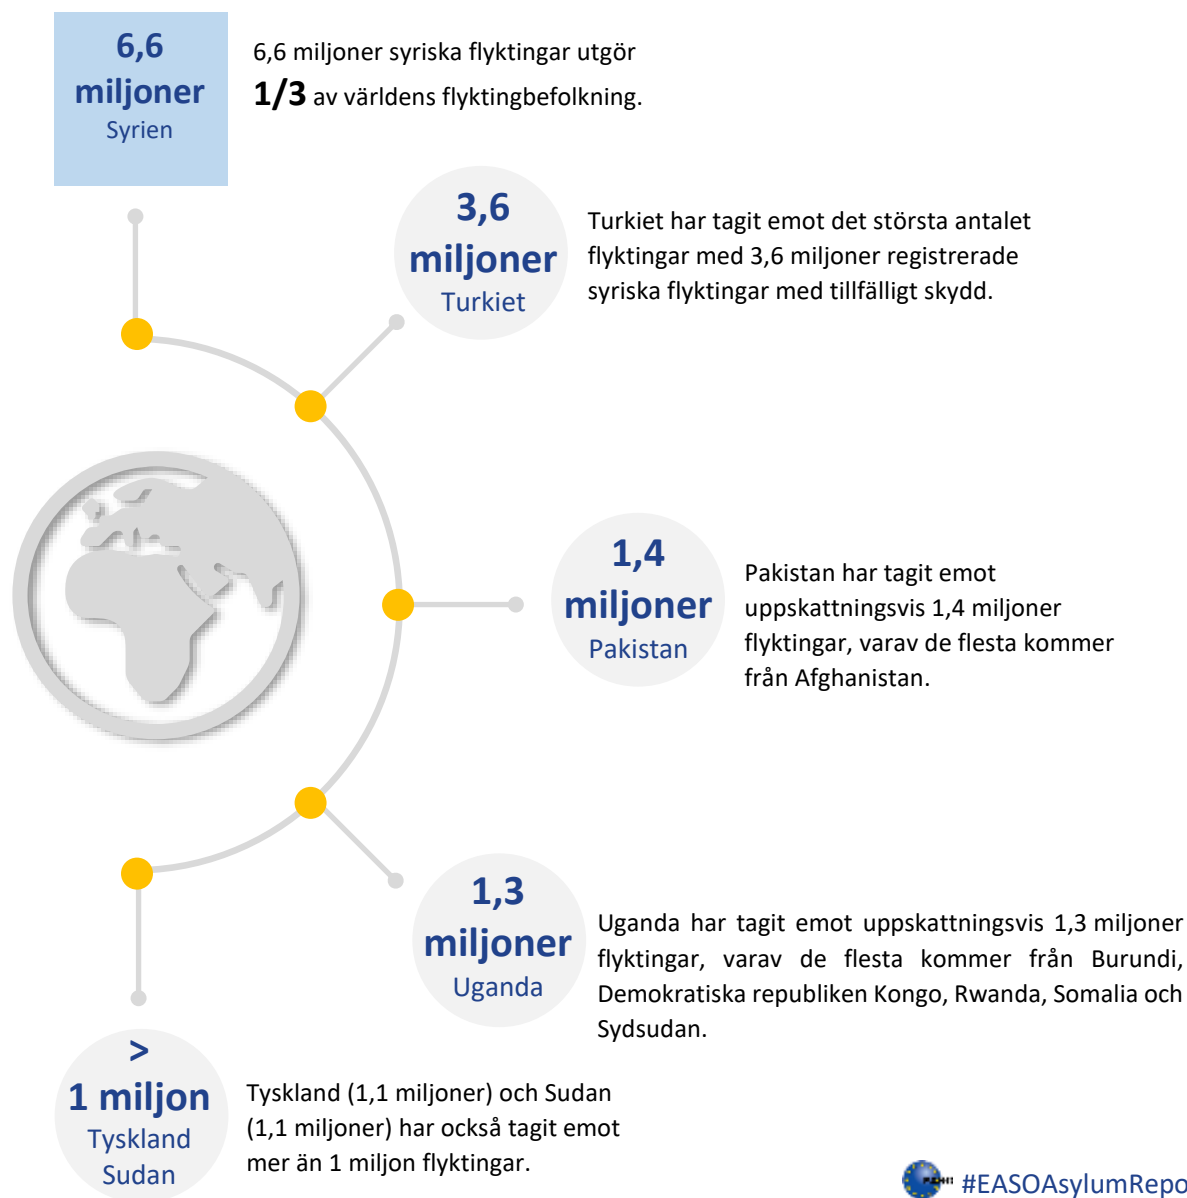 6,6
miljoner
Syrien
6,6 miljoner syriska flyktingar utgör
1/3 av världens flyktingbefolkning.
3,6
miljoner
Turkiet
Turkiet har tagit emot det största antalet
flyktingar med 3,6 miljoner registrerade
syriska flyktingar med tillfälligt skydd.
1,4
miljoner
Pakistan
Pakistan har tagit emot
uppskattningsvis 1,4 miljoner
flyktingar, varav de flesta kommer
från Afghanistan.
1,3
miljoner
Uganda
Uganda har tagit emot uppskattningsvis 1,3 miljoner
flyktingar, varav de flesta kommer från Burundi,
Demokratiska republiken Kongo, Rwanda, Somalia och
Sydsudan.
>
1 miljon
Tyskland
Sudan
Tyskland (1,1 miljoner) och Sudan
(1,1 miljoner) har också tagit emot
mer än 1 miljon flyktingar.
#EASOAsylumRepo